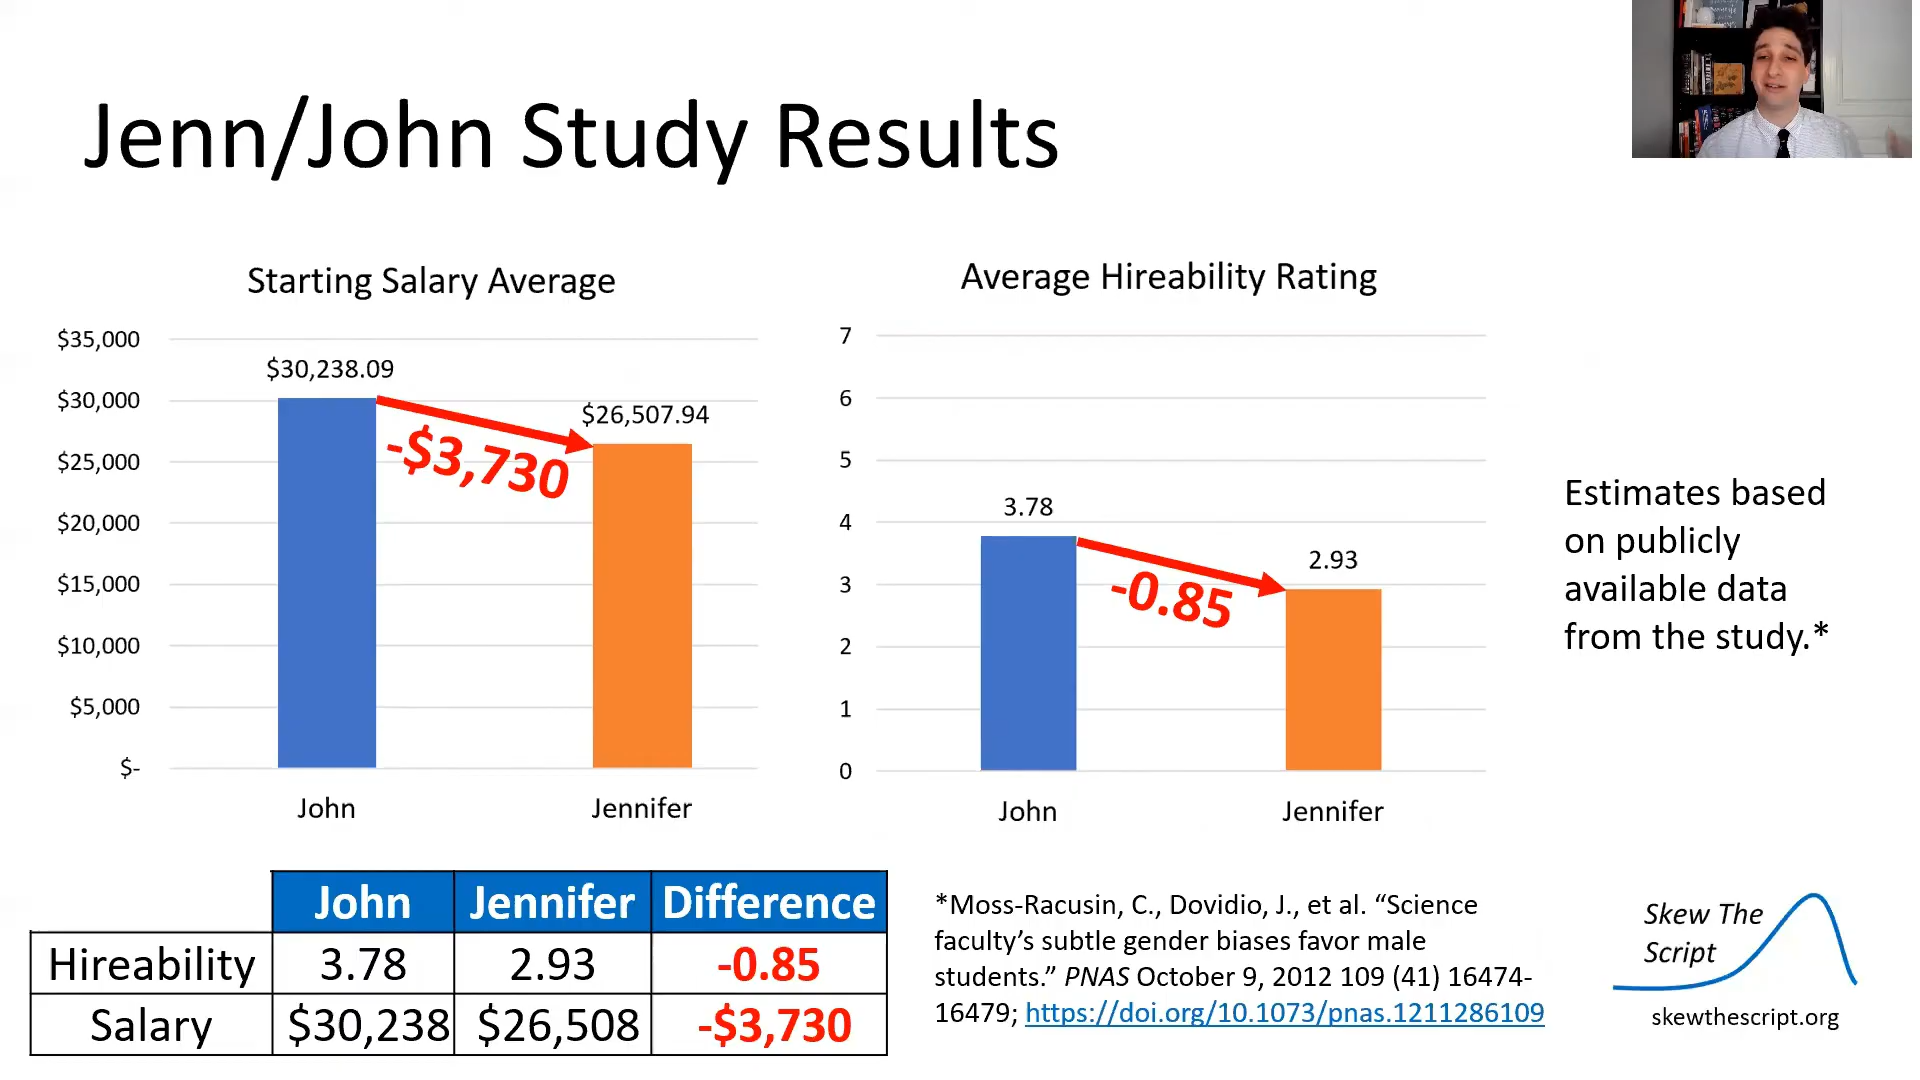 Jenn/John Study Results
Starting Salary Average
$35,000
$30,000
$25,000
$20,000
$15,000
$10,000
$5,000
$-
$30,238.09
$26,507.94
-$3,730
John
Jennifer
Average Hireability Rating
7
6
5
4
3
2
1
0
3.78
2.93
-0.85
John
Jennifer
Estimates based
on publicly
available data
from the study.*
John Jennifer Difference
Hireability 3.78 2.93 -0.85
Salary $30,238 $26,508 -$3,730
*Moss-Racusin, C., Dovidio, J., et al. “Science
faculty’s subtle gender biases favor male
students.” PNAS October 9, 2012 109 (41) 16474-
16479; https://doi.org/10.1073/pnas.1211286109
Skew The
Script
skewthescript.org